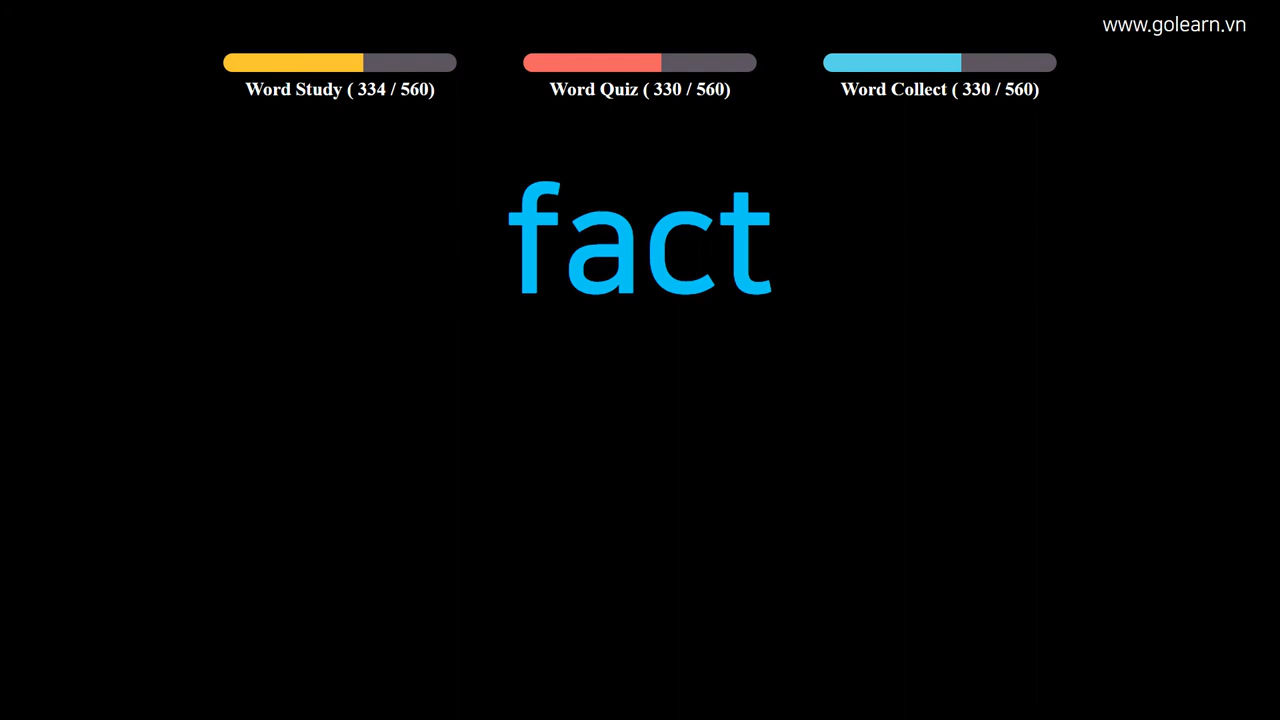 www.golearn.vn
Word Study ( 334 / 560)
Word Quiz ( 330 / 560)
Word Collect ( 330 / 560)
fact